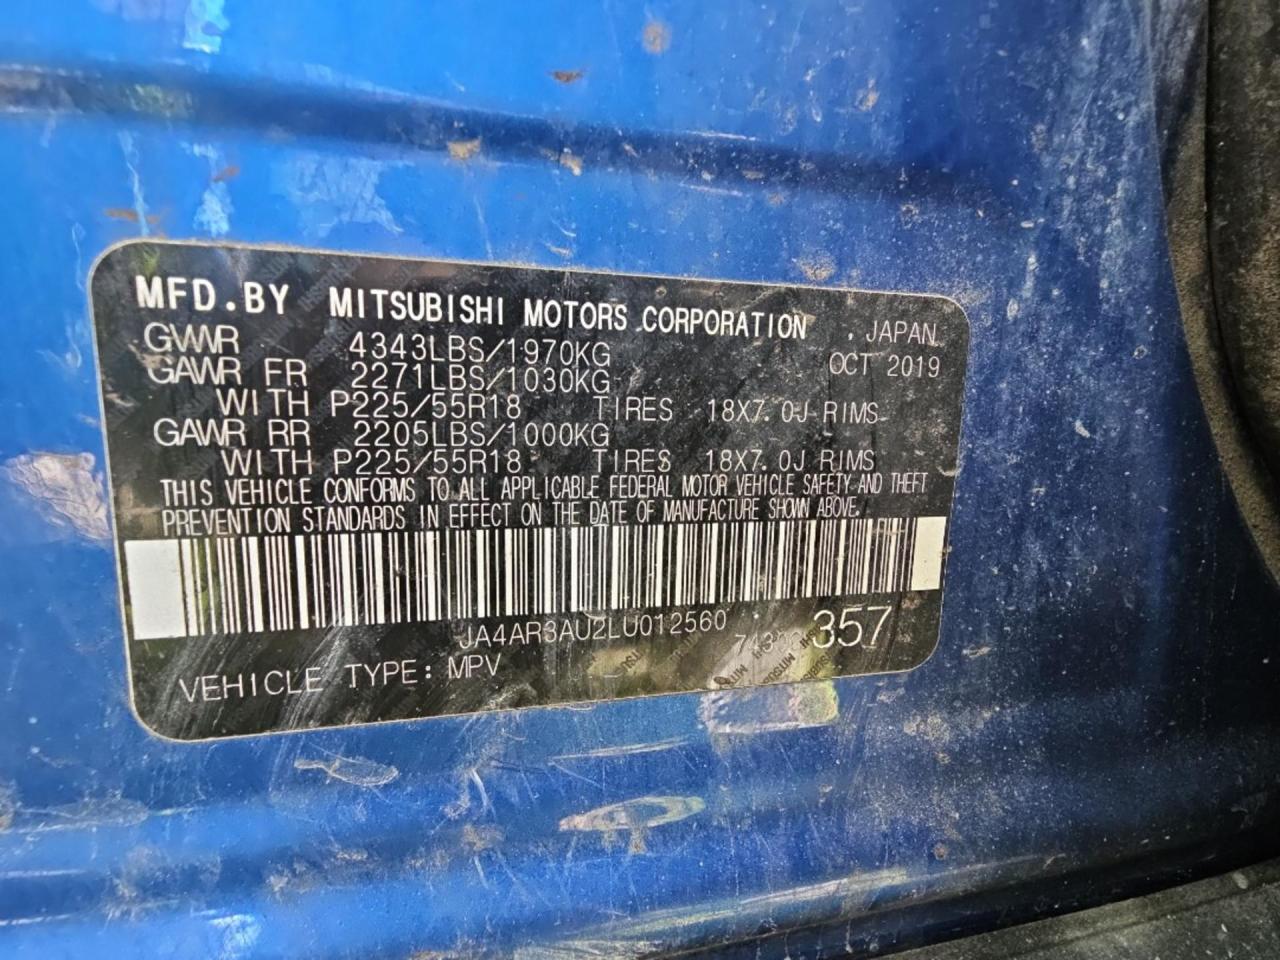 MFD.BY MITSUBISHI MOTORS CORPORATION . JAPAN
GVWR 4343LBS/1970KG OCT 2019
GAWR FR 2271LBS/1030KG
WITH P225/55R18 TIRES 18X7.0J RIMS
GAWR RR 2205LBS/1000KG
WITH P225/55R18 TIRES 18X7.0J RIMS
THIS VEHICLE CONFORMS TO ALL APPLICABLE FEDERAL MOTOR VEHICLE SAFETY AND THEFT
PREVENTION STANDARDS IN EFFECT ON THE DATE OF MANUFACTURE SHOWN ABOVE.
JA4AR3AU2LU012560 357
VEHICLE TYPE: MPV